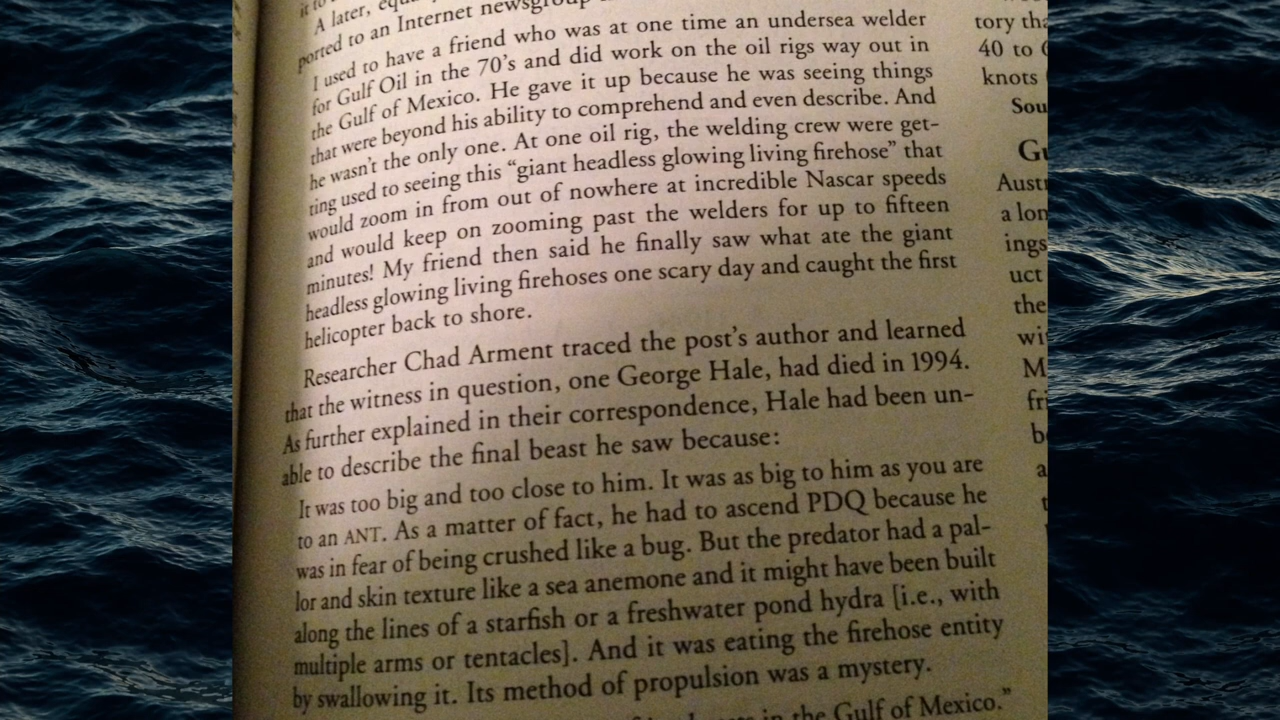 it to
A later, equ
ported to an Internet newsgroup
I used to have a friend who was at one time an undersea welder
for Gulf Oil in the 70's and did work on the oil rigs way out in
the Gulf of Mexico. He gave it up because he was seeing things
that were beyond his ability to comprehend and even describe. And
he wasn't the only one. At one oil rig, the welding crew were get-
ting used to seeing this “giant headless glowing living firehose” that
would zoom in from out of nowhere at incredible Nascar speeds
and would keep on zooming past the welders for up to fifteen
minutes! My friend then said he finally saw what ate the giant
headless glowing living firehoses one scary day and caught the first
helicopter back to shore.
Researcher Chad Arment traced the post's author and learned
that the witness in question, one George Hale, had died in 1994.
As further explained in their correspondence, Hale had been un-
able to describe the final beast he saw because:
It was too big and too close to him. It was as big to him as you are
to an ANT. As a matter of fact, he had to ascend PDQ because he
was in fear of being crushed like a bug. But the predator had a pal-
lor and skin texture like a sea anemone and it might have been built
along the lines of a starfish or a freshwater pond hydra [i.e., with
multiple arms or tentacles]. And it was eating the firehose entity
by swallowing it. Its method of propulsion was a mystery.
in the Gulf of Mexico.”
tory tha
40 to
knots
Sou
Gu
Austr
a lon
ings
uct
the
wit
M
fri
be
a